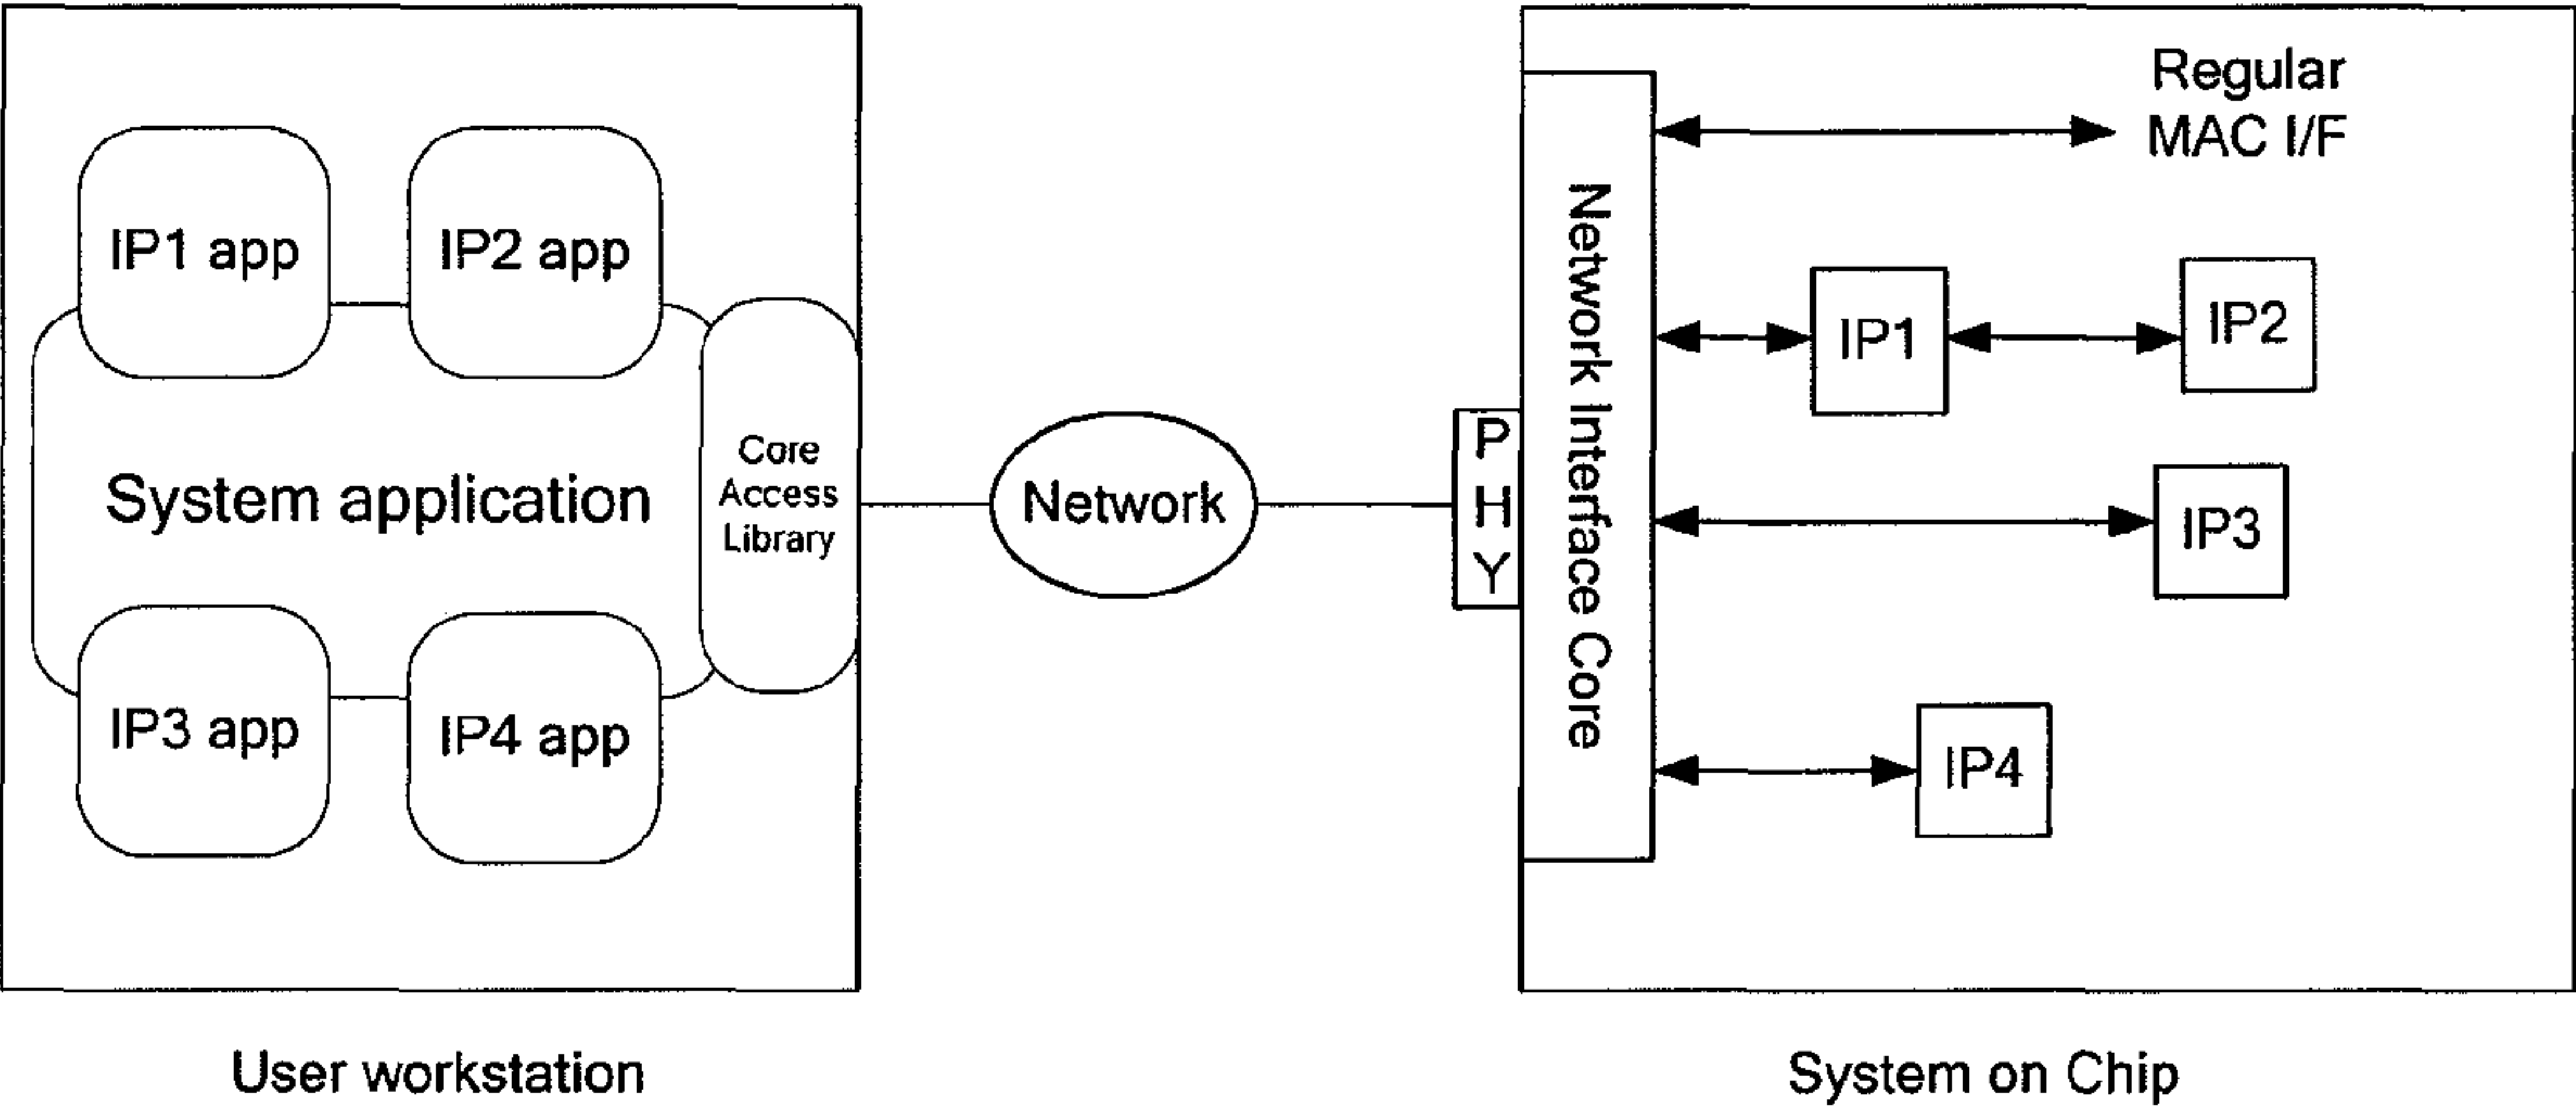 IP1 app
IP2 app
System application
Core
Access
Library
IP3 app
IP4 app
User workstation
Network
P
H
Y
Network Interface Core
Regular
MAC I/F
IP1
IP2
IP3
IP4
System on Chip